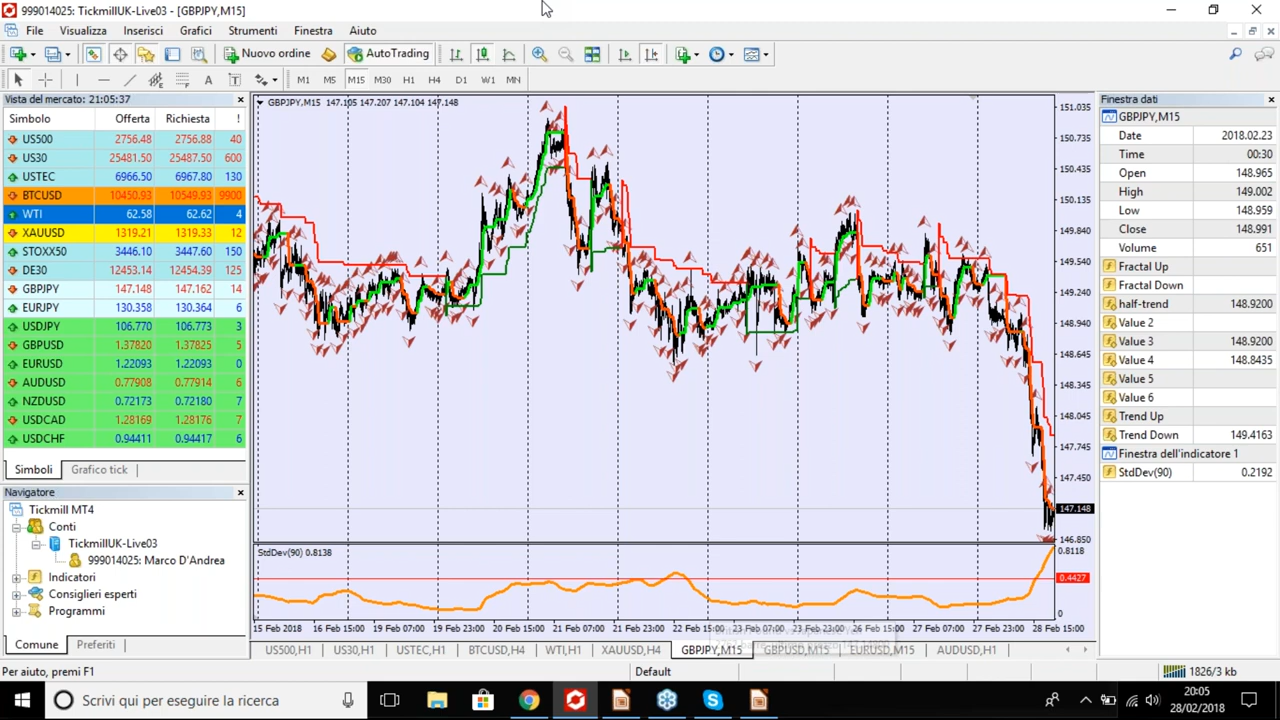 999014025: TickmillUK-Live03 - [GBPJPY,M15]
File Visualizza Inserisci Grafici Strumenti Finestra Aiuto
Nuovo ordine AutoTrading
A T M1 M5 M15 M30 H1 H4 D1 W1 MN
Vista del mercato: 21:05:37
Simbolo Offerta Richiesta !
US500 2756.48 2756.88 40
US30 25481.50 25487.50 600
USTEC 6966.50 6967.80 130
BTCUSD 10450.93 10549.93 9900
WTI 62.58 62.62 4
XAUUSD 1319.21 1319.33 12
STOXX50 3446.10 3447.60 150
DE30 12453.14 12454.39 125
GBPJPY 147.148 147.162 14
EURJPY 130.358 130.364 6
USDJPY 106.770 106.773 3
GBPUSD 1.37820 1.37825 5
EURUSD 1.22093 1.22093 0
AUDUSD 0.77908 0.77914 6
NZDUSD 0.72173 0.72180 7
USDCAD 1.28169 1.28176 7
USDCHF 0.94411 0.94417 6
Simboli Grafico tick
Navigatore
Tickmill MT4
Conti
TickmillUK-Live03
999014025: Marco D'Andrea
Indicatori
Consiglieri esperti
Programmi
Comune Preferiti
GBPJPY,M15 147.105 147.207 147.104 147.148
151.035
150.735
150.435
150.135
149.840
149.540
149.240
148.940
148.645
148.345
148.045
147.745
147.450
147.148
146.850
StdDev(90) 0.8138
0.8118
0.4427
0
15 Feb 2018 16 Feb 15:00 19 Feb 07:00 19 Feb 23:00 20 Feb 15:00 21 Feb 07:00 21 Feb 23:00 22 Feb 15:00 23 Feb 07:00 26 Feb 15:00 27 Feb 07:00 27 Feb 23:00 28 Feb 15:00
US500,H1 US30,H1 USTEC,H1 BTCUSD,H4 WTI,H1 XAUUSD,H4 GBPJPY,M15 GBPUSD,M15 EURUSD,M15 AUDUSD,H1
Finestra dati
GBPJPY,M15
Date 2018.02.23
Time 00:30
Open 148.965
High 149.002
Low 148.959
Close 148.991
Volume 651
Fractal Up
Fractal Down
half-trend 148.9200
Value 2
Value 3 148.9200
Value 4 148.8435
Value 5
Value 6
Trend Up
Trend Down 149.4163
Finestra dell'indicatore 1
StdDev(90) 0.2192
Per aiuto, premi F1 Default 1826/3 kb
Scrivi qui per eseguire la ricerca
20:05
28/02/2018